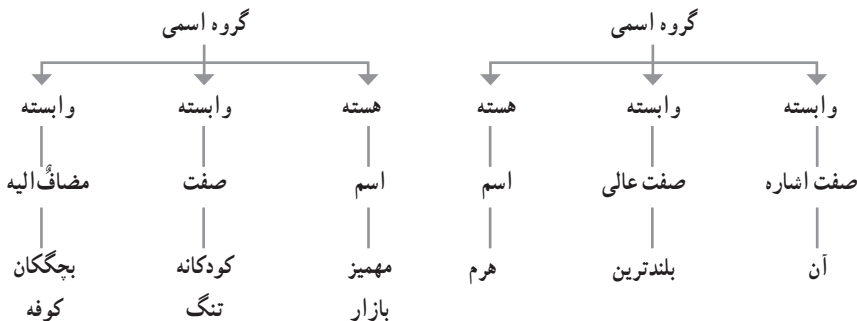 گروه اسمی گروه اسمی
وابسته وابسته هسته هسته وابسته وابسته
صفت اشاره صفت عالی اسم اسم صفت مضافٌ‌الیه
آن بلندترین هرم مهمیز کودکانه بچگکان
بازار تنگ کوفه